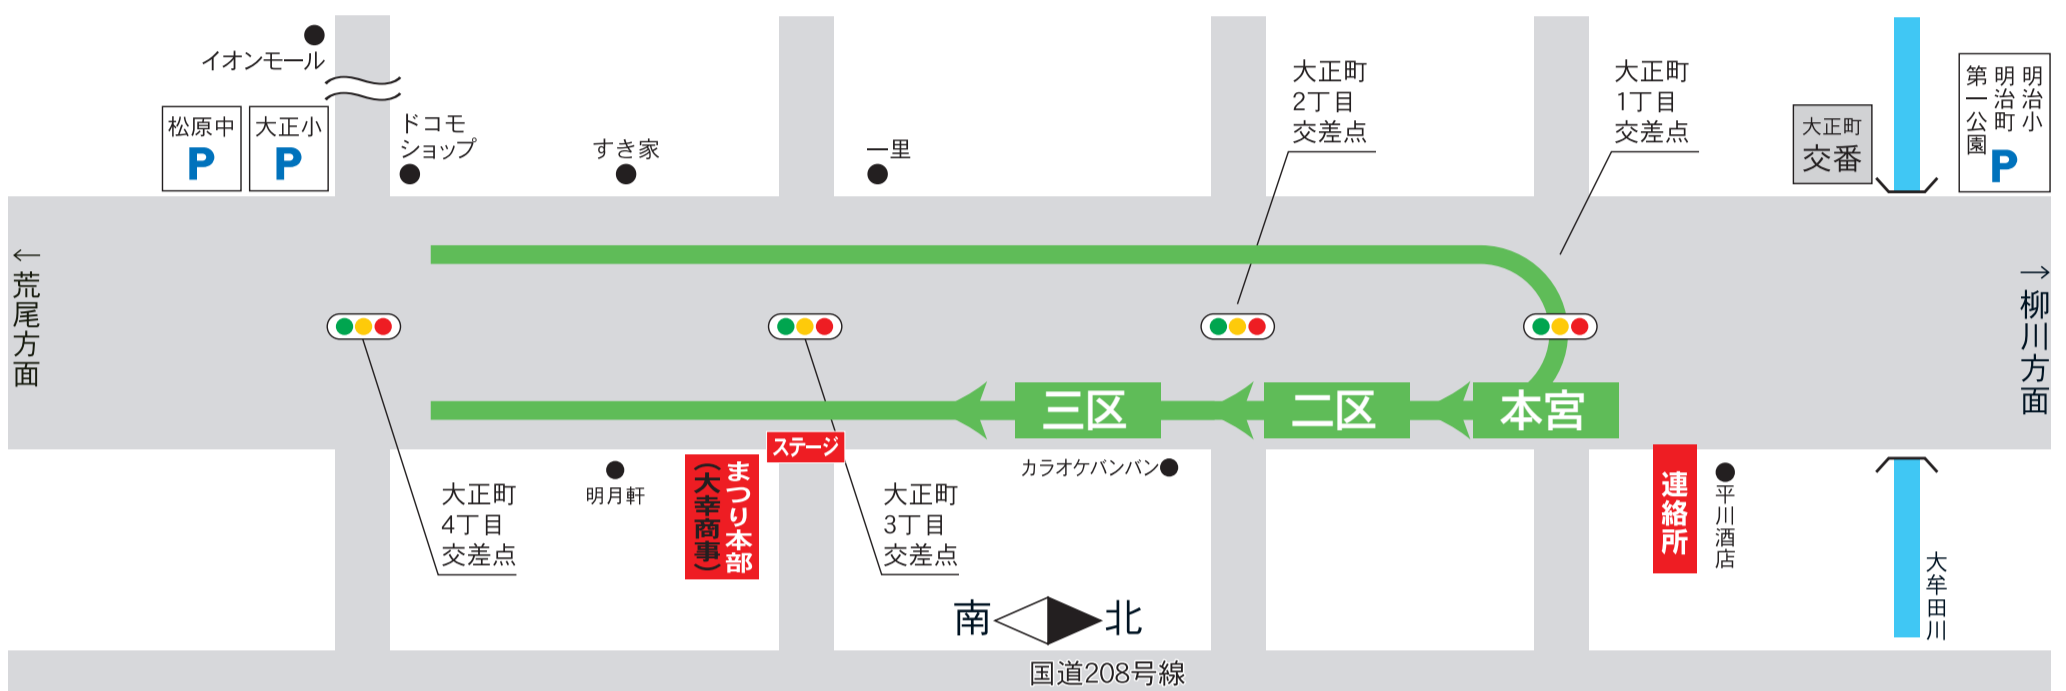 イオンモール
松原中
P
大正小
P
ドコモ
ショップ
すき家
一里
大正町
2丁目
交差点
大正町
1丁目
交差点
大正町
交番
明治小
明治町
第一公園
P
←荒尾方面
→柳川方面
三区
二区
本宮
ステージ
まつり本部
(大幸商事)
明月軒
カラオケバンバン
連絡所
平川酒店
大正町
4丁目
交差点
大正町
3丁目
交差点
大牟田川
南
北
国道208号線